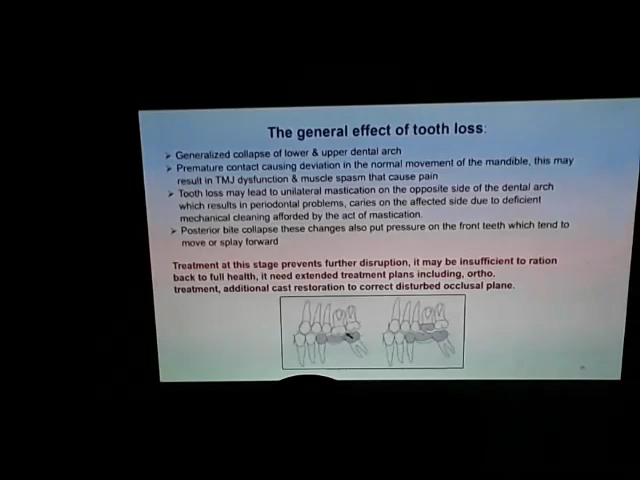 The general effect of tooth loss:
➢ Generalized collapse of lower & upper dental arch
➢ Premature contact causing deviation in the normal movement of the mandible, this may
result in TMJ dysfunction & muscle spasm that cause pain
➢ Tooth loss may lead to unilateral mastication on the opposite side of the dental arch
which results in periodontal problems, caries on the affected side due to deficient
mechanical cleaning afforded by the act of mastication.
➢ Posterior bite collapse these changes also put pressure on the front teeth which tend to
move or splay forward
Treatment at this stage prevents further disruption, it may be insufficient to ration
back to full health, it need extended treatment plans including, ortho.
treatment, additional cast restoration to correct disturbed occlusal plane.